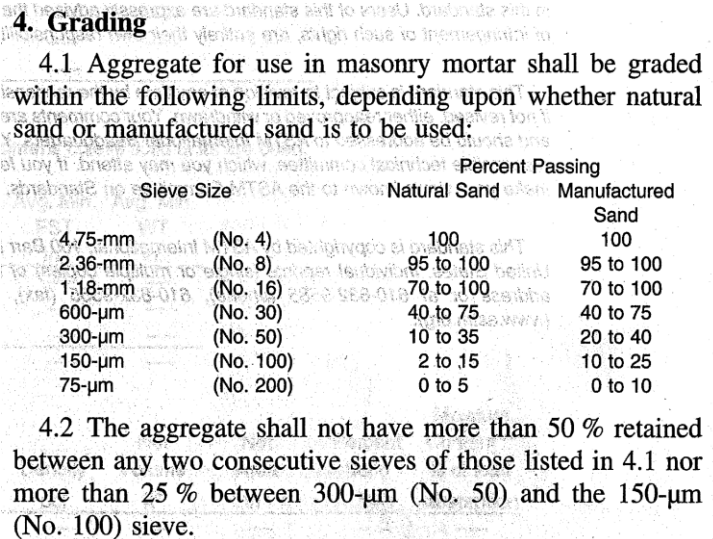 4. Grading
4.1 Aggregate for use in masonry mortar shall be graded
within the following limits, depending upon whether natural
sand or manufactured sand is to be used:
Percent Passing
Sieve Size Natural Sand Manufactured
Sand
4.75-mm (No. 4) 100 100
2.36-mm (No. 8) 95 to 100 95 to 100
1.18-mm (No. 16) 70 to 100 70 to 100
600-µm (No. 30) 40 to 75 40 to 75
300-µm (No. 50) 10 to 35 20 to 40
150-µm (No. 100) 2 to 15 10 to 25
75-µm (No. 200) 0 to 5 0 to 10
4.2 The aggregate shall not have more than 50 % retained
between any two consecutive sieves of those listed in 4.1 nor
more than 25 % between 300-µm (No. 50) and the 150-µm
(No. 100) sieve.